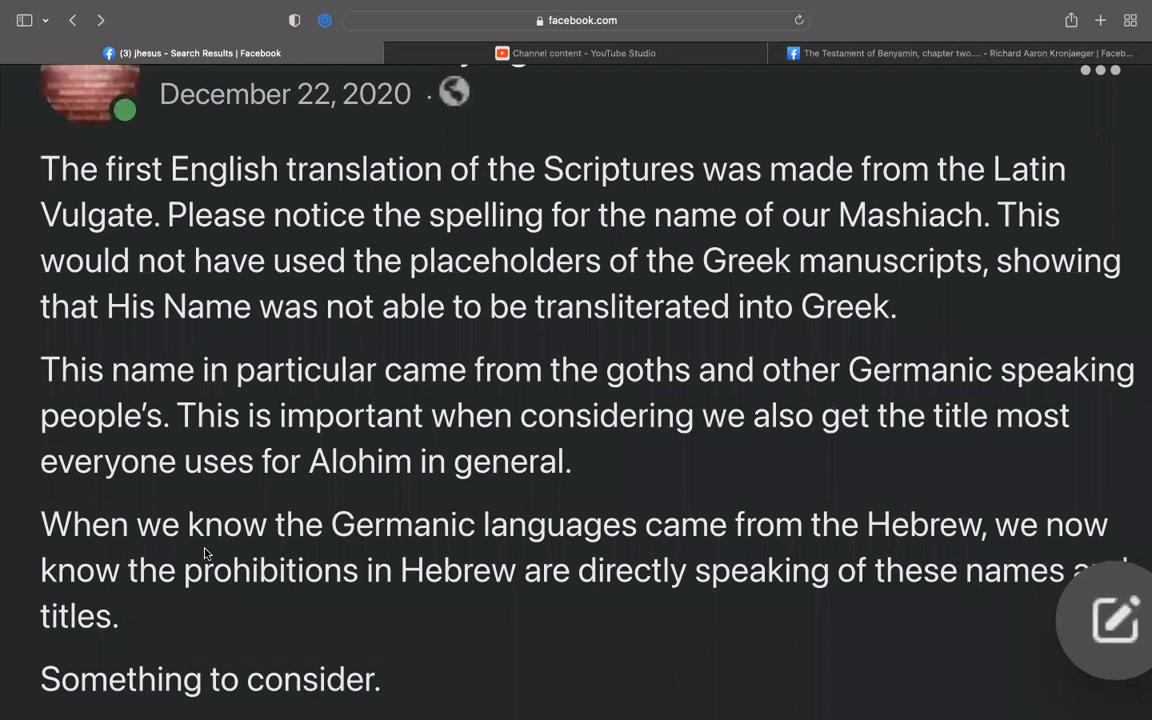 facebook.com
(3) jhesus - Search Results | Facebook
Channel content - YouTube Studio
The Testament of Benyamin, chapter two.... - Richard Aaron Kronjaeger | Faceb...
December 22, 2020 ·
The first English translation of the Scriptures was made from the Latin
Vulgate. Please notice the spelling for the name of our Mashiach. This
would not have used the placeholders of the Greek manuscripts, showing
that His Name was not able to be transliterated into Greek.
This name in particular came from the goths and other Germanic speaking
people's. This is important when considering we also get the title most
everyone uses for Alohim in general.
When we know the Germanic languages came from the Hebrew, we now
know the prohibitions in Hebrew are directly speaking of these names
titles.
Something to consider.